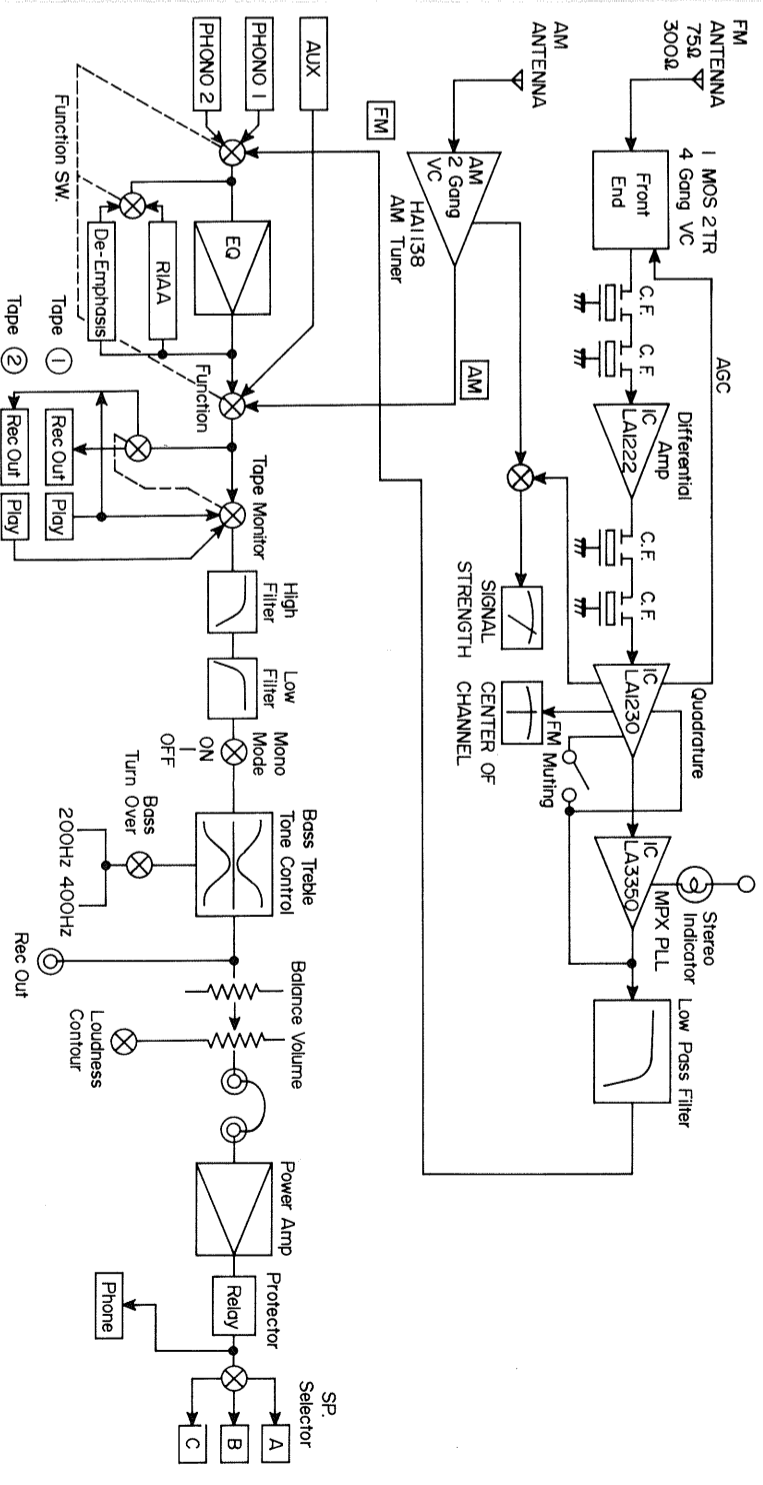 FM
ANTENNA
75Ω
300Ω
1 MOS 2TR
4 Gang VC
Front
End
C.F.
C.F.
AGC
Differential
Amp
IC
LA1222
C.F.
C.F.
Quadrature
IC
LA1230
FM Muting
IC
LA3350
MPX PLL
Stereo
Indicator
Low Pass Filter
AM
ANTENNA
AM
2 Gang
VC
HA1138
AM Tuner
SIGNAL
STRENGTH
CENTER OF
CHANNEL
FM
AM
AUX
PHONO 1
PHONO 2
Function SW.
EQ
RIAA
De-Emphasis
Function
Tape 1
Tape 2
Rec Out
Play
Rec Out
Play
Tape Monitor
High
Filter
Low
Filter
Mono
Mode
ON
OFF
Bass Treble
Tone Control
Bass
Turn Over
200Hz 400Hz
Rec Out
Balance Volume
Loudness
Contour
Power Amp
Protector
Relay
Phone
SP.
Selector
A
B
C